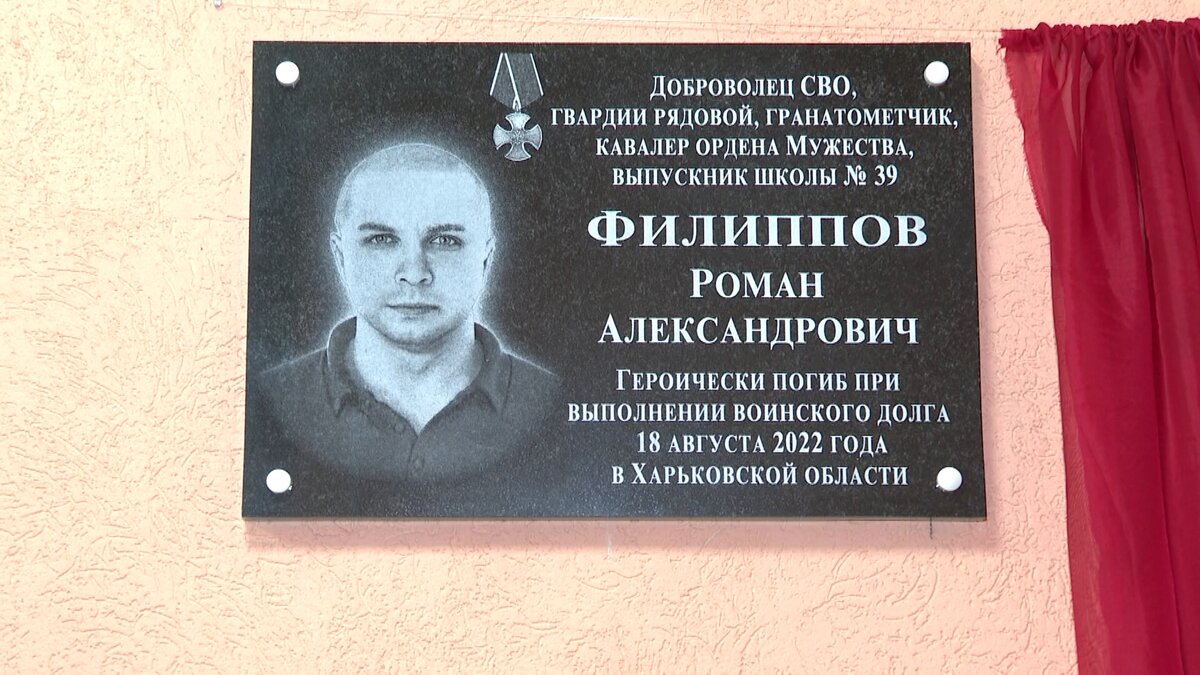 Доброволец СВО,
гвардии рядовой, гранатометчик,
кавалер ордена Мужества,
выпускник школы № 39
Филиппов
Роман
Александрович
Героически погиб при
выполнении воинского долга
18 августа 2022 года
в Харьковской области